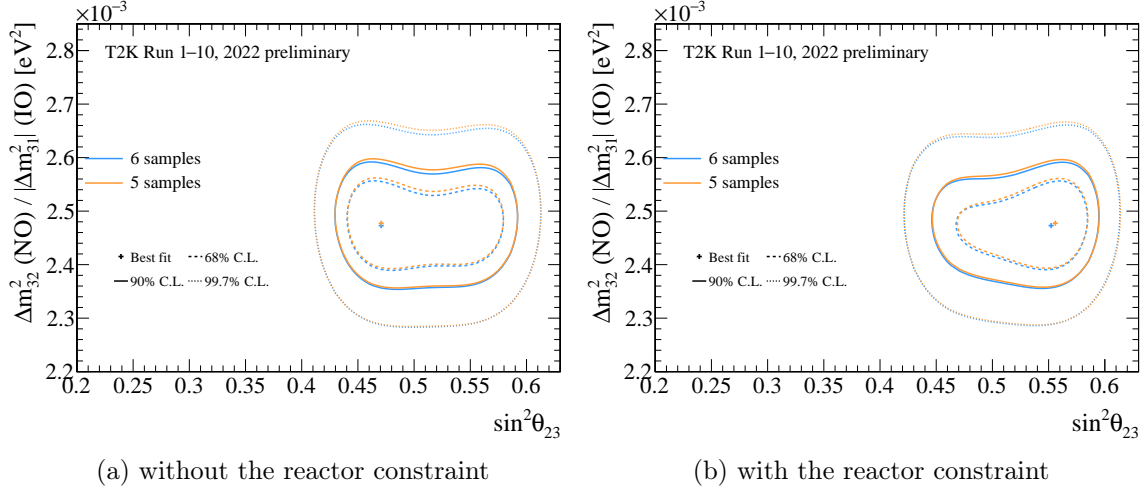 ×10⁻³
T2K Run 1–10, 2022 preliminary
6 samples
5 samples
Best fit
68% C.L.
90% C.L.
99.7% C.L.
2.8
2.7
2.6
2.5
2.4
2.3
2.2
0.2 0.25 0.3 0.35 0.4 0.45 0.5 0.55 0.6
Δm²₃₂ (NO) / |Δm²₃₁| (IO) [eV²]
sin²θ₂₃
(a) without the reactor constraint
×10⁻³
T2K Run 1–10, 2022 preliminary
6 samples
5 samples
Best fit
68% C.L.
90% C.L.
99.7% C.L.
2.8
2.7
2.6
2.5
2.4
2.3
2.2
0.2 0.25 0.3 0.35 0.4 0.45 0.5 0.55 0.6
Δm²₃₂ (NO) / |Δm²₃₁| (IO) [eV²]
sin²θ₂₃
(b) with the reactor constraint